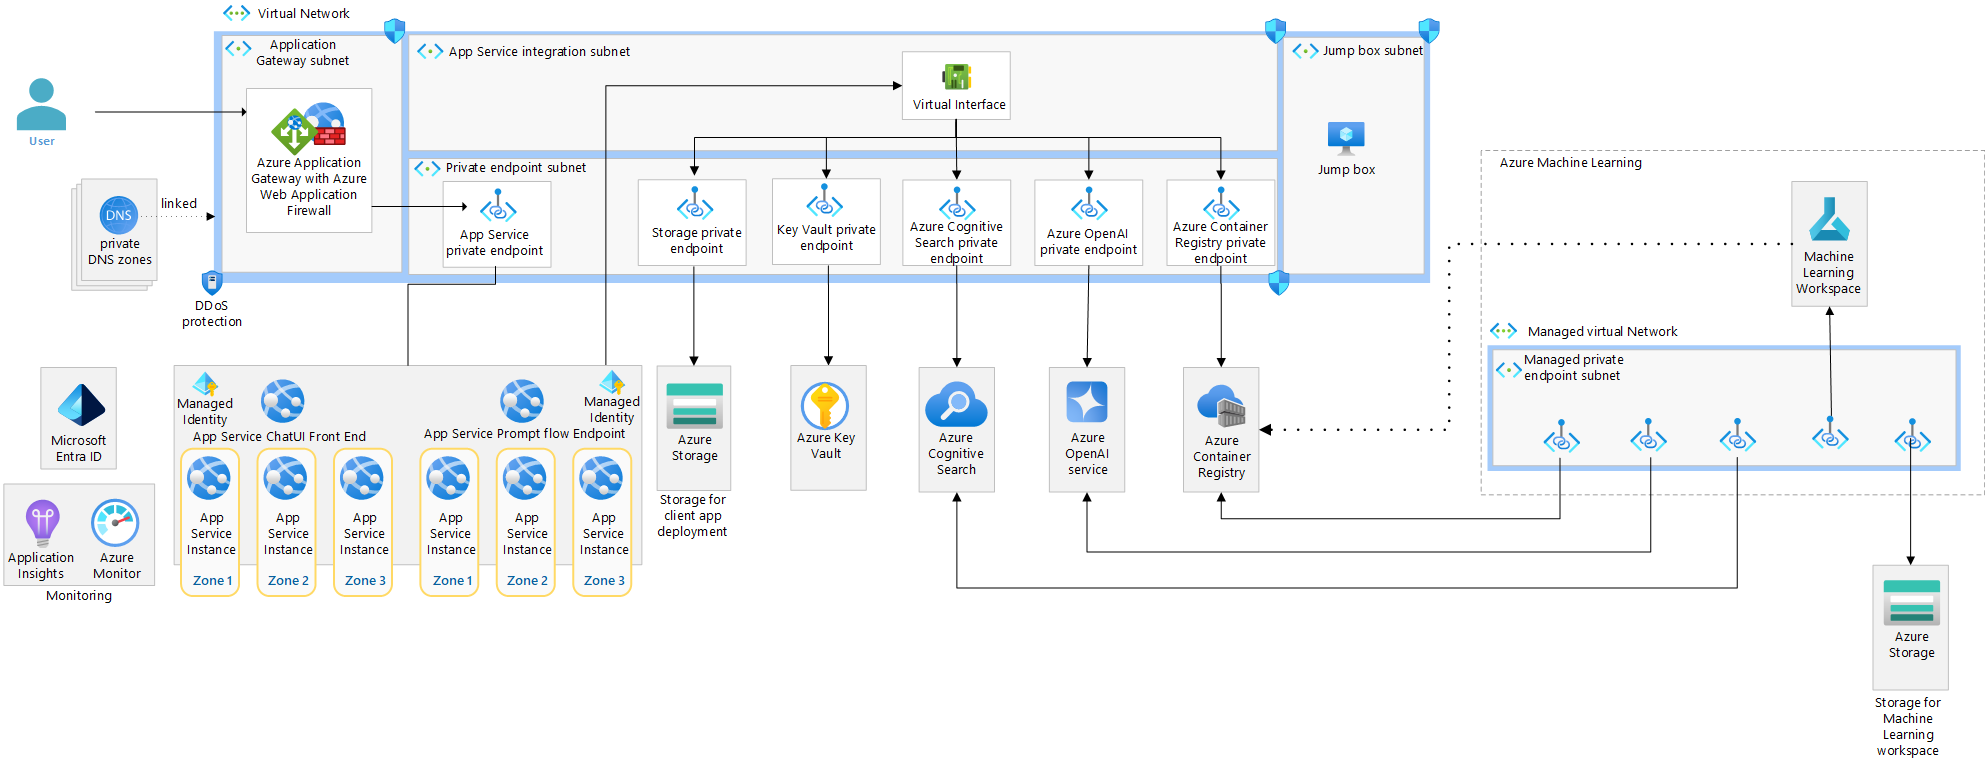 Virtual Network
Application
Gateway subnet
App Service integration subnet
Jump box subnet
Virtual Interface
User
Azure Application
Gateway with Azure
Web Application
Firewall
Private endpoint subnet
Jump box
Azure Machine Learning
DNS
linked
private
DNS zones
App Service
private endpoint
Storage private
endpoint
Key Vault private
endpoint
Azure Cognitive
Search private
endpoint
Azure OpenAI
private endpoint
Azure Container
Registry private
endpoint
Machine
Learning
Workspace
DDoS
protection
Managed virtual Network
Managed private
endpoint subnet
Microsoft
Entra ID
Managed
Identity
App Service ChatUI Front End
Managed
Identity
App Service Prompt flow Endpoint
Azure
Storage
Storage for
client app
deployment
Azure Key
Vault
Azure
Cognitive
Search
Azure
OpenAI
service
Azure
Container
Registry
App
Service
Instance
Zone 1
App
Service
Instance
Zone 2
App
Service
Instance
Zone 3
App
Service
Instance
Zone 1
App
Service
Instance
Zone 2
App
Service
Instance
Zone 3
Application
Insights
Azure
Monitor
Monitoring
Azure
Storage
Storage for
Machine
Learning
workspace